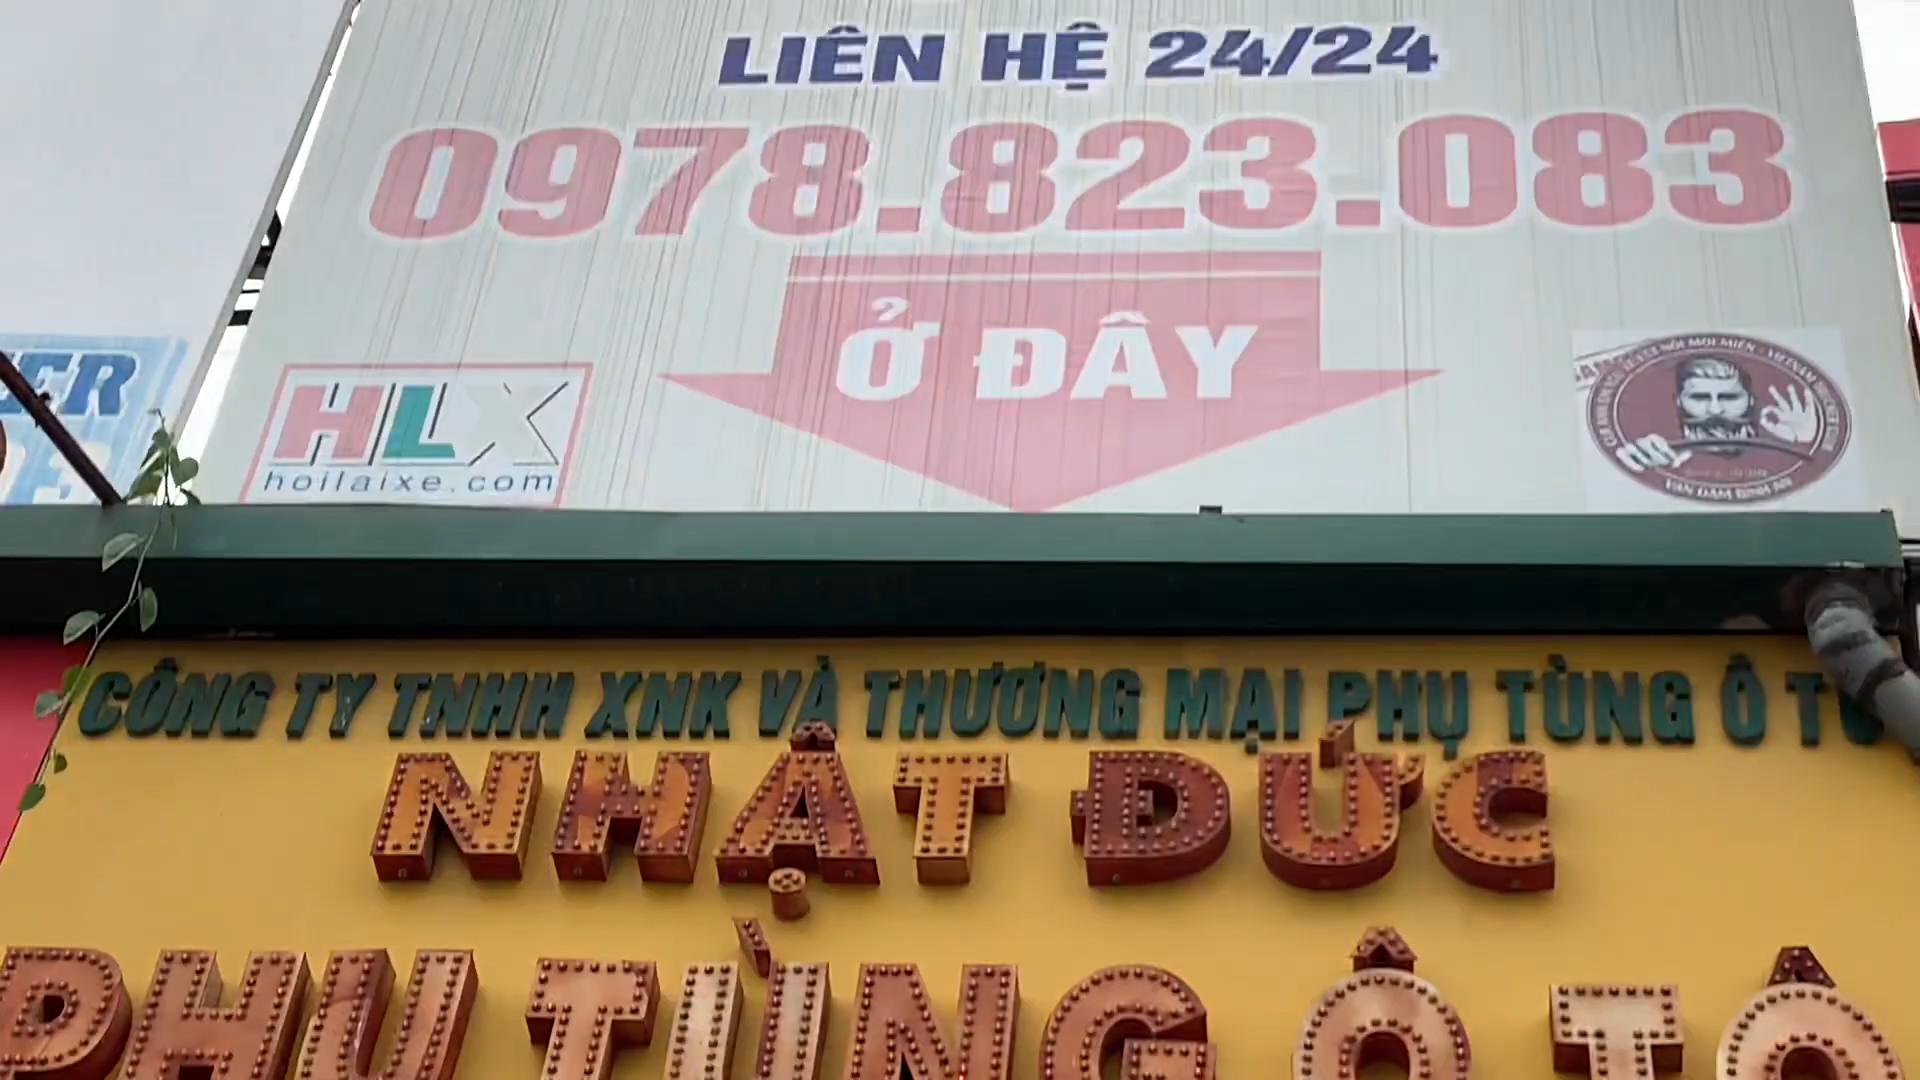 LIÊN HỆ 24/24
0978.823.083
Ở ĐÂY
ER
HLX
hoilaixe.com
CÔNG TY TNHH XNK VÀ THƯƠNG MẠI PHỤ TÙNG Ô TÔ
NHẬT ĐỨC
PHỤ TÙNG Ô TÔ